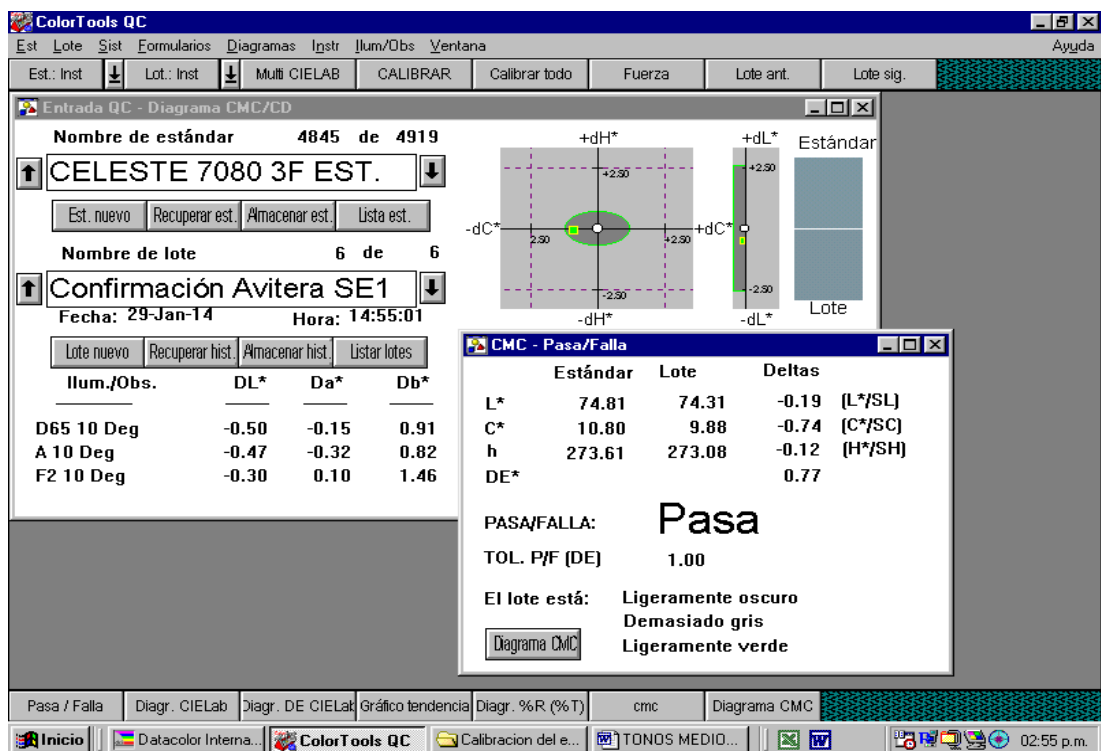 ColorTools QC
Est Lote Sist Formularios Diagramas Instr Ilum/Obs Ventana Ayuda
Est.: Inst Lot.: Inst Multi CIELAB CALIBRAR Calibrar todo Fuerza Lote ant. Lote sig.
Entrada QC - Diagrama CMC/CD
Nombre de estándar 4845 de 4919
CELESTE 7080 3F EST.
Est. nuevo Recuperar est. Almacenar est. Lista est.
Nombre de lote 6 de 6
Confirmación Avitera SE1
Fecha: 29-Jan-14 Hora: 14:55:01
Lote nuevo Recuperar hist. Almacenar hist. Listar lotes
Ilum./Obs. DL* Da* Db*
D65 10 Deg -0.50 -0.15 0.91
A 10 Deg -0.47 -0.32 0.82
F2 10 Deg -0.30 0.10 1.46
+dH*
+2.50
-dC* 2.50 +2.50 +dC*
-2.50
-dH*
+dL*
+2.50
-2.50
-dL*
Estándar
Lote
CMC - Pasa/Falla
Estándar Lote Deltas
L* 74.81 74.31 -0.19 (L*/SL)
C* 10.80 9.88 -0.74 (C*/SC)
h 273.61 273.08 -0.12 (H*/SH)
DE* 0.77
PASA/FALLA: Pasa
TOL. P/F (DE) 1.00
El lote está: Ligeramente oscuro
Demasiado gris
Diagrama CMC Ligeramente verde
Pasa / Falla Diagr. CIELab Diagr. DE CIELab Gráfico tendencia Diagr. %R (%T) cmc Diagrama CMC
Inicio Datacolor Interna... ColorTools QC Calibracion del e... TONOS MEDIO... 02:55 p.m.